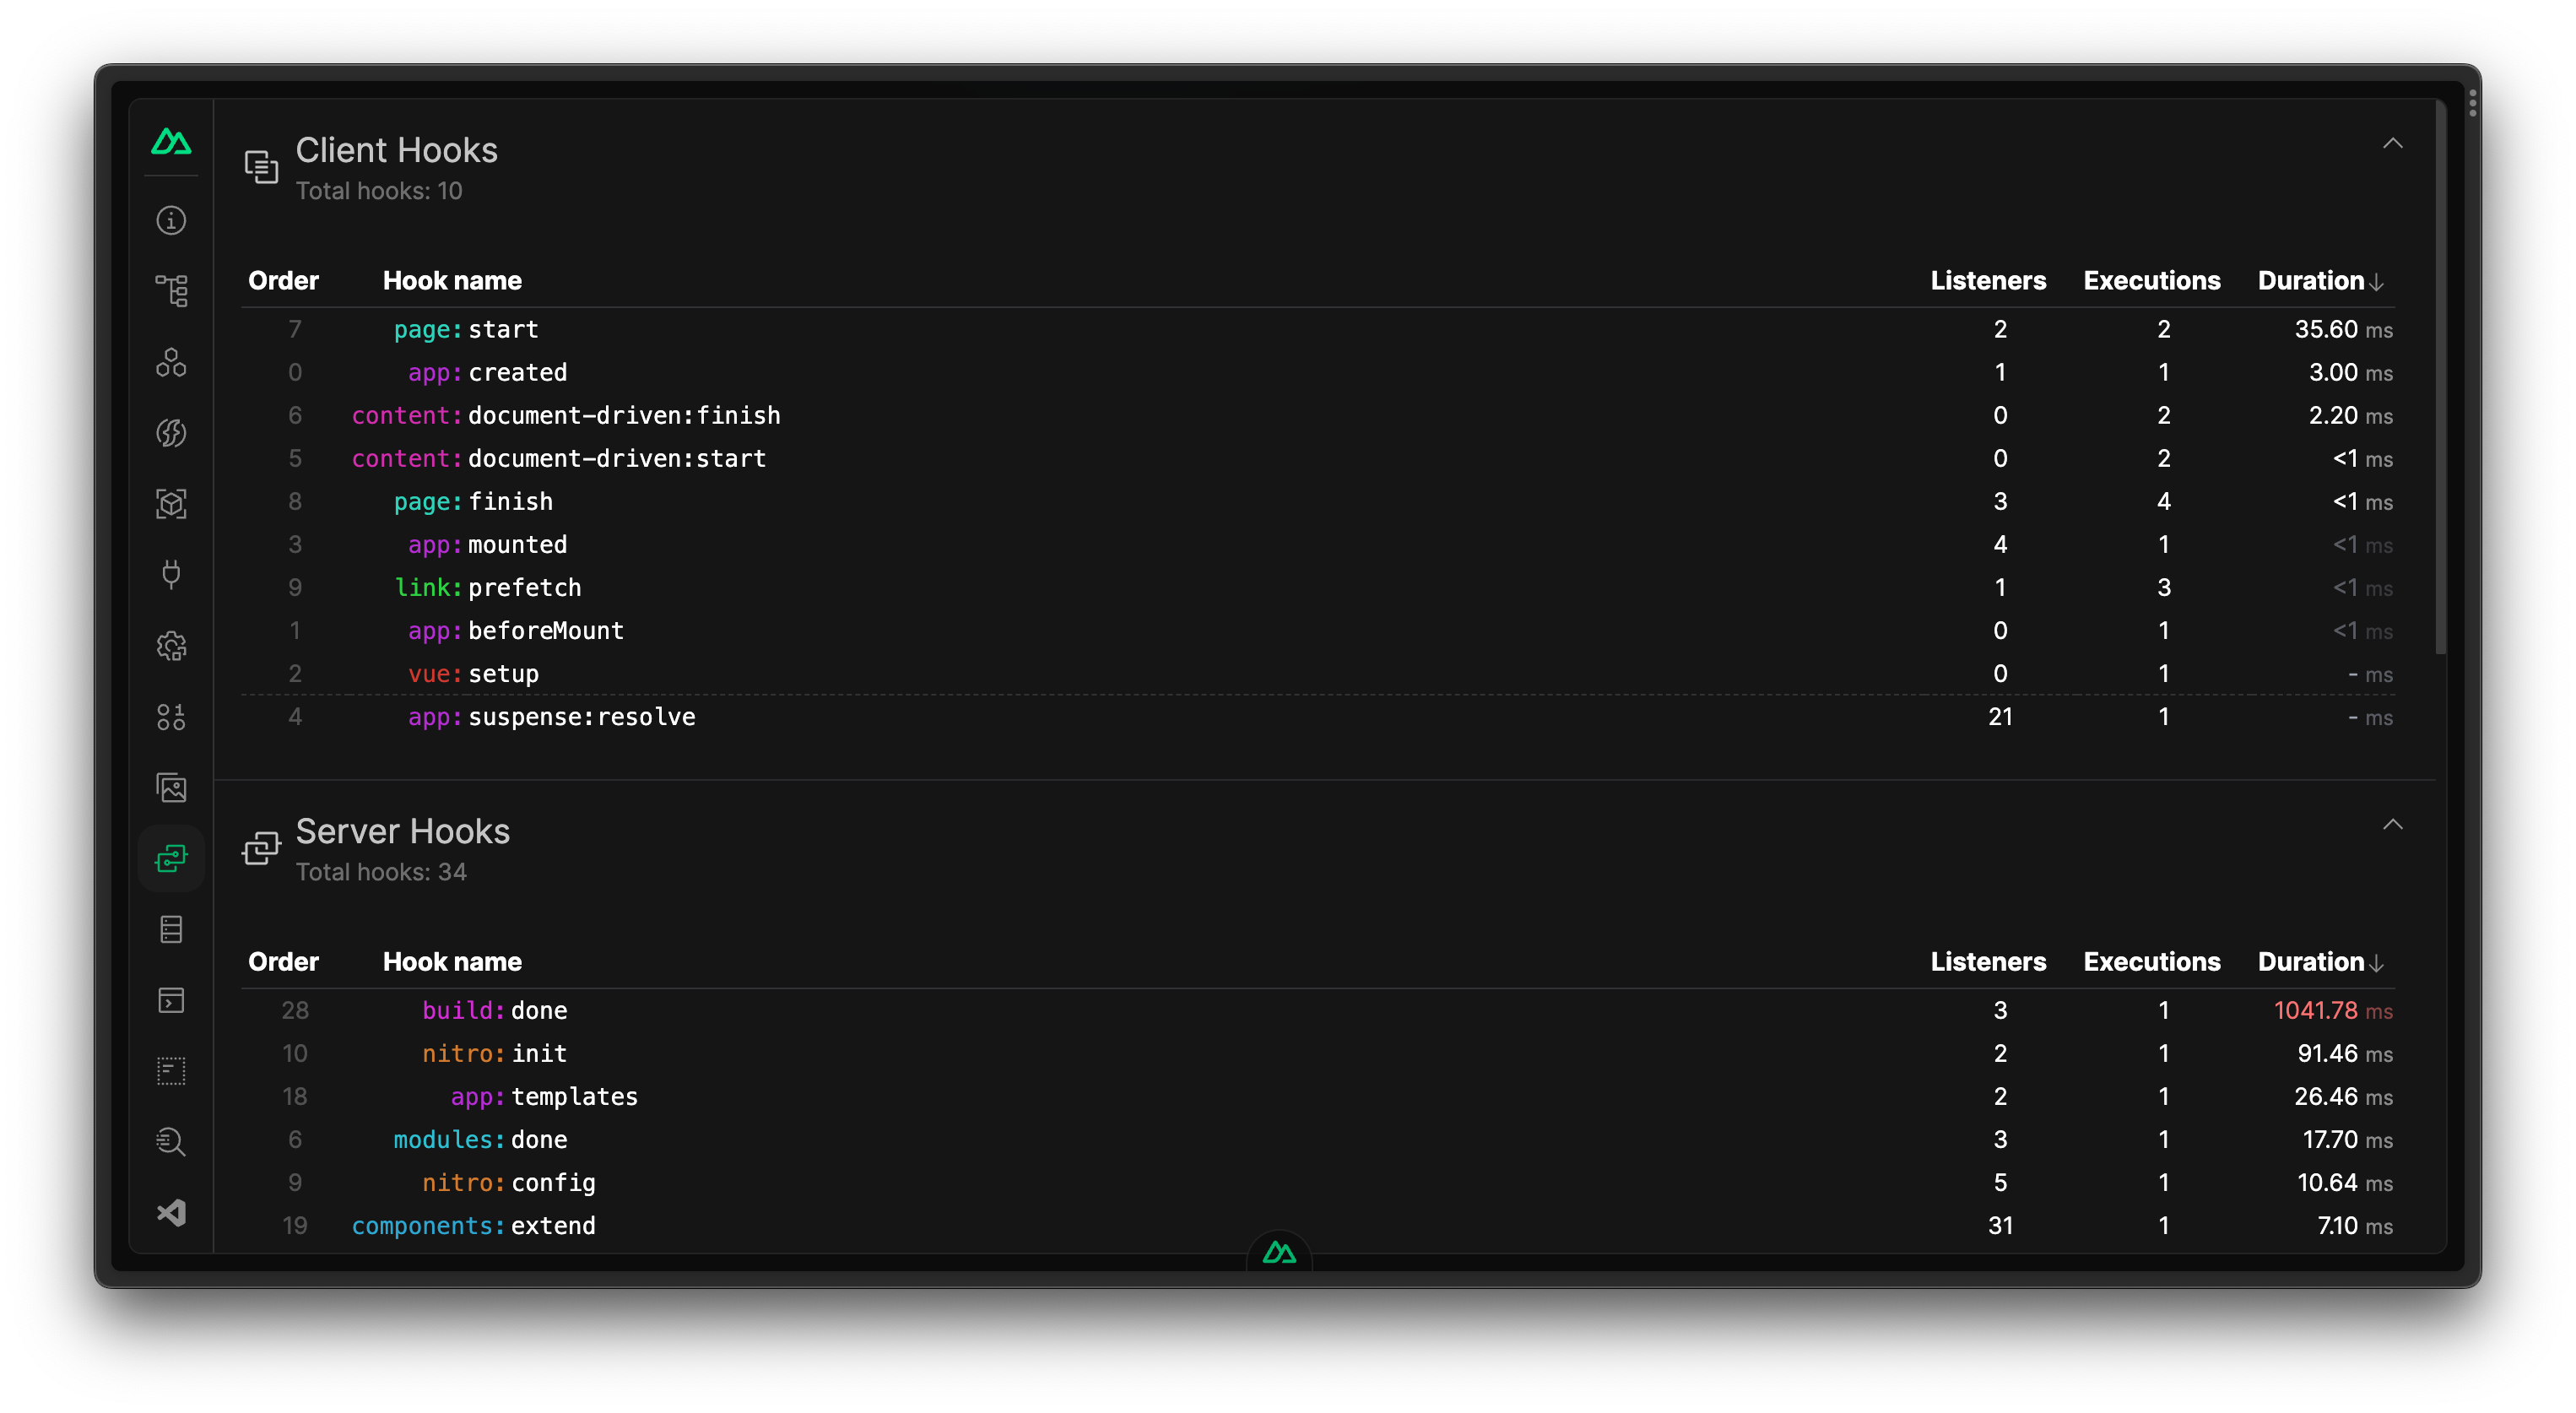 Client Hooks
Total hooks: 10
Order Hook name Listeners Executions Duration↓
7 page:start 2 2 35.60 ms
0 app:created 1 1 3.00 ms
6 content:document-driven:finish 0 2 2.20 ms
5 content:document-driven:start 0 2 <1 ms
8 page:finish 3 4 <1 ms
3 app:mounted 4 1 <1 ms
9 link:prefetch 1 3 <1 ms
1 app:beforeMount 0 1 <1 ms
2 vue:setup 0 1 - ms
4 app:suspense:resolve 21 1 - ms
Server Hooks
Total hooks: 34
Order Hook name Listeners Executions Duration↓
28 build:done 3 1 1041.78 ms
10 nitro:init 2 1 91.46 ms
18 app:templates 2 1 26.46 ms
6 modules:done 3 1 17.70 ms
9 nitro:config 5 1 10.64 ms
19 components:extend 31 1 7.10 ms